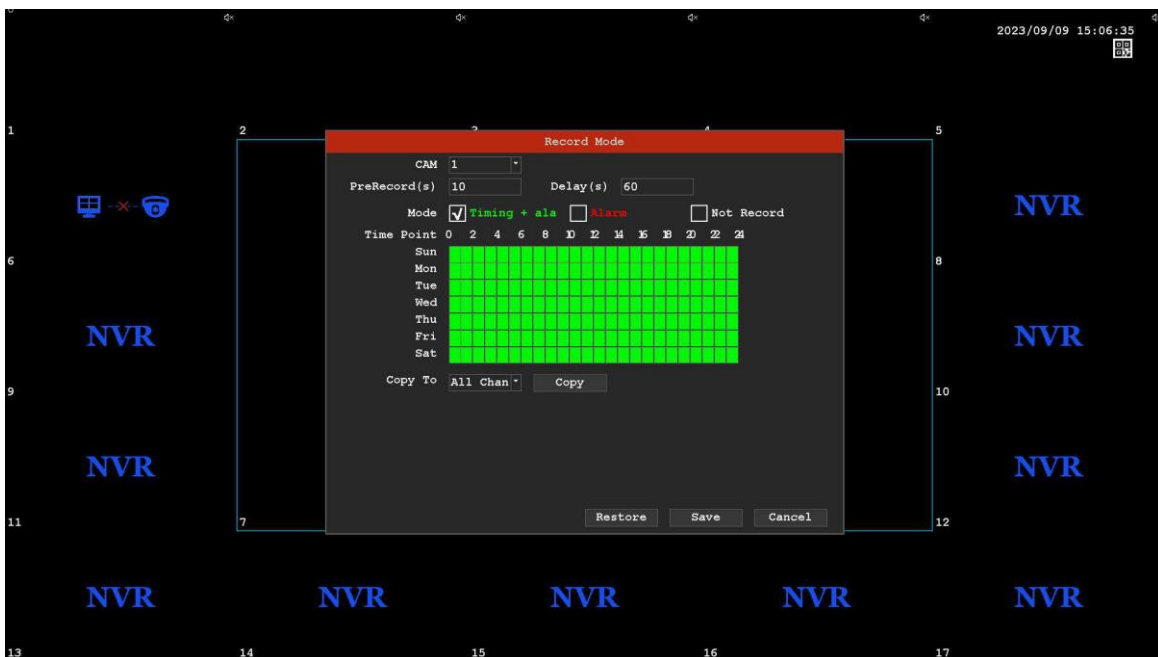 2023/09/09 15:06:35
1 2 3 4 5
Record Mode
CAM 1
PreRecord(s) 10 Delay(s) 60
NVR
Mode Timing + ala Alarm Not Record
Time Point 0 2 4 6 8 10 12 14 16 18 20 22 24
Sun
6 8
Mon
Tue
Wed
Thu
NVR NVR
Fri
Sat
Copy To All Chan Copy
9 10
NVR NVR
Restore Save Cancel
11 7 12
NVR NVR NVR NVR NVR
13 14 15 16 17